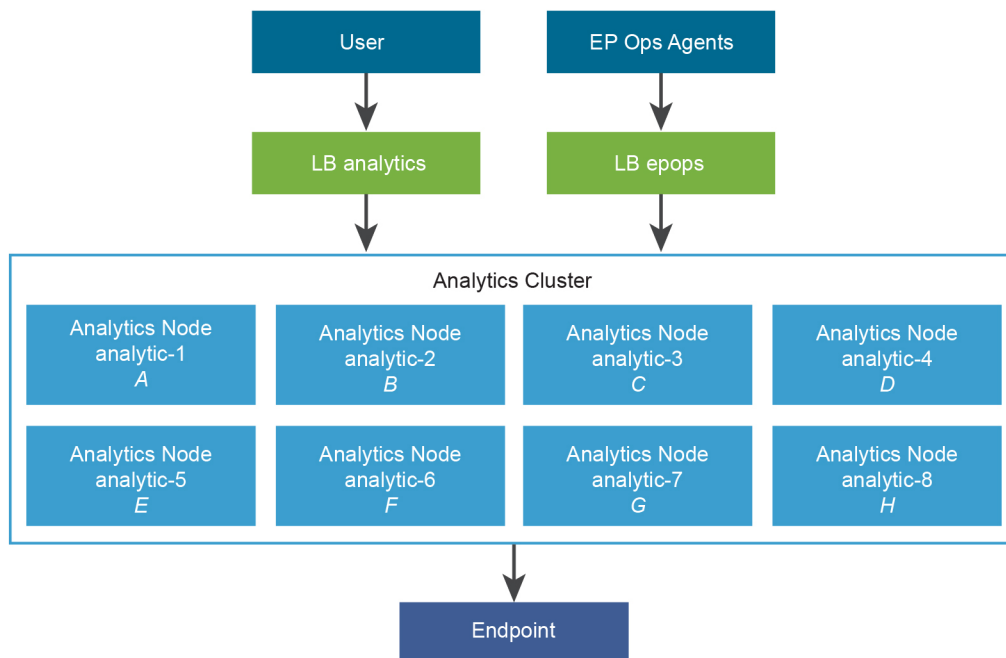 User
EP Ops Agents
LB analytics
LB epops
Analytics Cluster
Analytics Node
analytic-1
A
Analytics Node
analytic-2
B
Analytics Node
analytic-3
C
Analytics Node
analytic-4
D
Analytics Node
analytic-5
E
Analytics Node
analytic-6
F
Analytics Node
analytic-7
G
Analytics Node
analytic-8
H
Endpoint